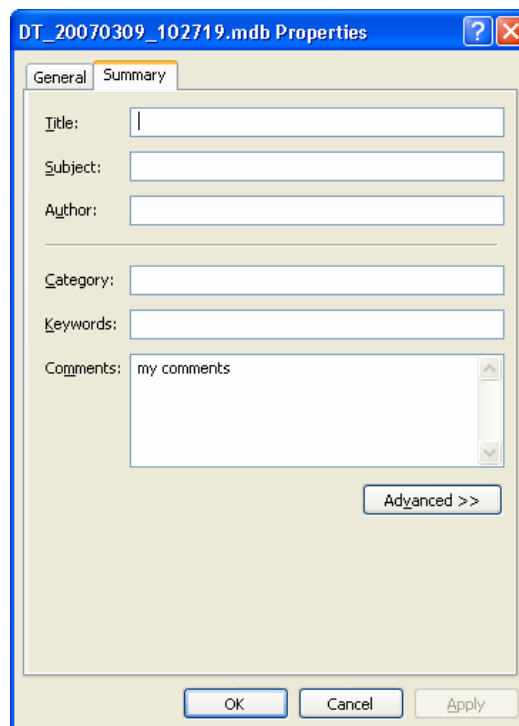 DT_20070309_102719.mdb Properties
General Summary
Title:
Subject:
Author:
Category:
Keywords:
Comments: my comments
Advanced >>
OK Cancel Apply